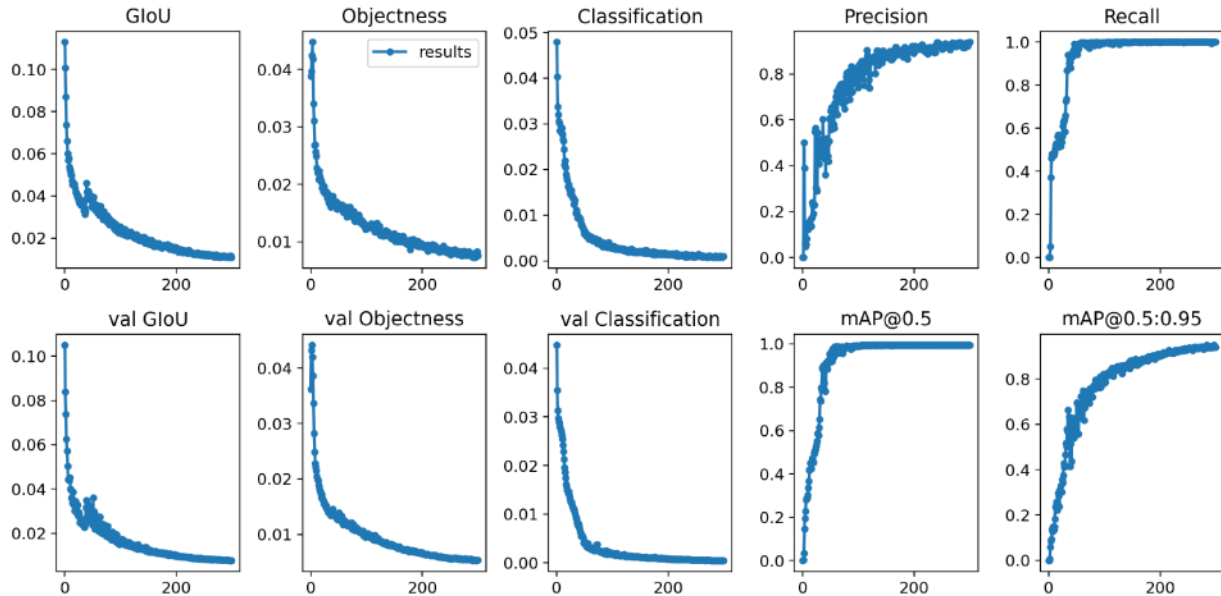 GIoU Objectness Classification Precision Recall
results
0.10 0.08 0.06 0.04 0.02
0 200
0.04 0.03 0.02 0.01
0 200
0.05 0.04 0.03 0.02 0.01 0.00
0 200
0.8 0.6 0.4 0.2 0.0
0 200
1.0 0.8 0.6 0.4 0.2 0.0
0 200
val GIoU val Objectness val Classification mAP@0.5 mAP@0.5:0.95
0.10 0.08 0.06 0.04 0.02
0 200
0.04 0.03 0.02 0.01
0 200
0.04 0.03 0.02 0.01 0.00
0 200
1.0 0.8 0.6 0.4 0.2 0.0
0 200
0.8 0.6 0.4 0.2 0.0
0 200